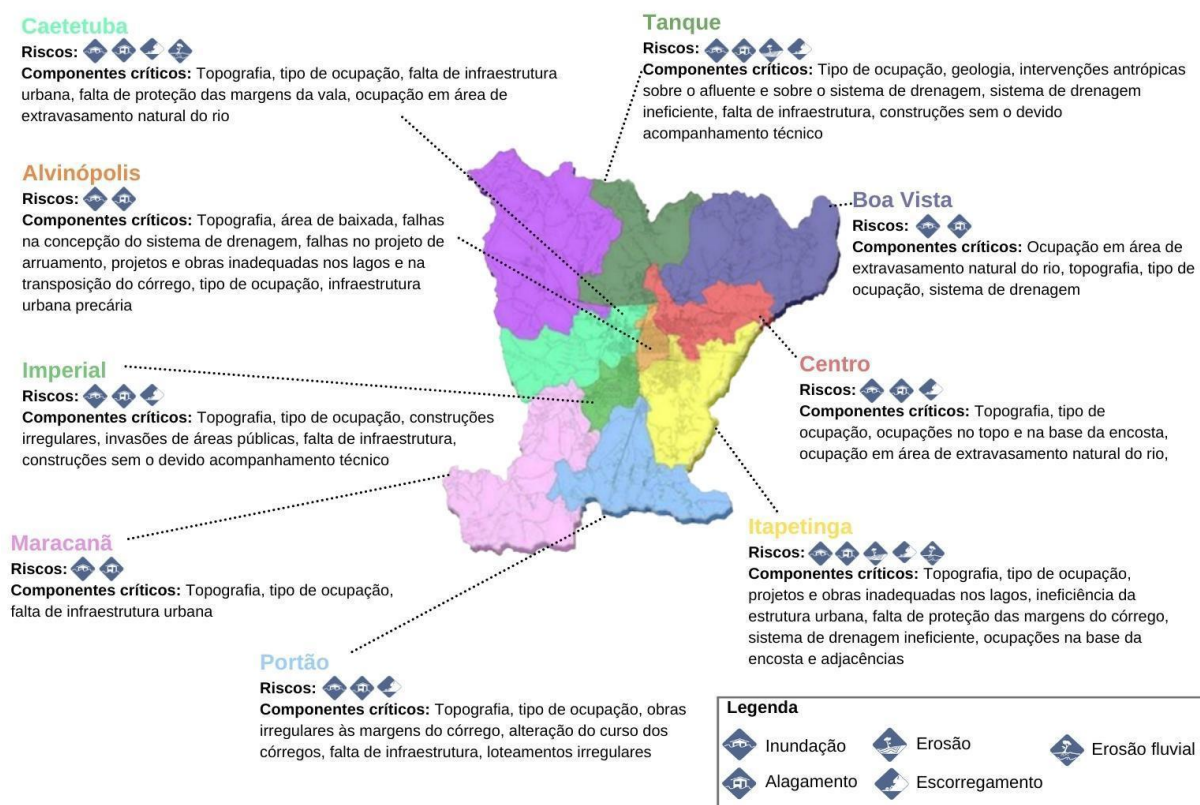 Caetetuba
Riscos:
Componentes críticos: Topografia, tipo de ocupação, falta de infraestrutura
urbana, falta de proteção das margens da vala, ocupação em área de
extravasamento natural do rio
Tanque
Riscos:
Componentes críticos: Tipo de ocupação, geologia, intervenções antrópicas
sobre o afluente e sobre o sistema de drenagem, sistema de drenagem
ineficiente, falta de infraestrutura, construções sem o devido
acompanhamento técnico
Alvinópolis
Riscos:
Componentes críticos: Topografia, área de baixada, falhas
na concepção do sistema de drenagem, falhas no projeto de
arruamento, projetos e obras inadequadas nos lagos e na
transposição do córrego, tipo de ocupação, infraestrutura
urbana precária
Boa Vista
Riscos:
Componentes críticos: Ocupação em área de
extravasamento natural do rio, topografia, tipo de
ocupação, sistema de drenagem
Imperial
Riscos:
Componentes críticos: Topografia, tipo de ocupação, construções
irregulares, invasões de áreas públicas, falta de infraestrutura,
construções sem o devido acompanhamento técnico
Centro
Riscos:
Componentes críticos: Topografia, tipo de
ocupação, ocupações no topo e na base da encosta,
ocupação em área de extravasamento natural do rio,
Maracanã
Riscos:
Componentes críticos: Topografia, tipo de ocupação,
falta de infraestrutura urbana
Itapetinga
Riscos:
Componentes críticos: Topografia, tipo de ocupação,
projetos e obras inadequadas nos lagos, ineficiência da
estrutura urbana, falta de proteção das margens do córrego,
sistema de drenagem ineficiente, ocupações na base da
encosta e adjacências
Portão
Riscos:
Componentes críticos: Topografia, tipo de ocupação, obras
irregulares às margens do córrego, alteração do curso dos
córregos, falta de infraestrutura, loteamentos irregulares
Legenda
Inundação
Erosão
Erosão fluvial
Alagamento
Escorregamento